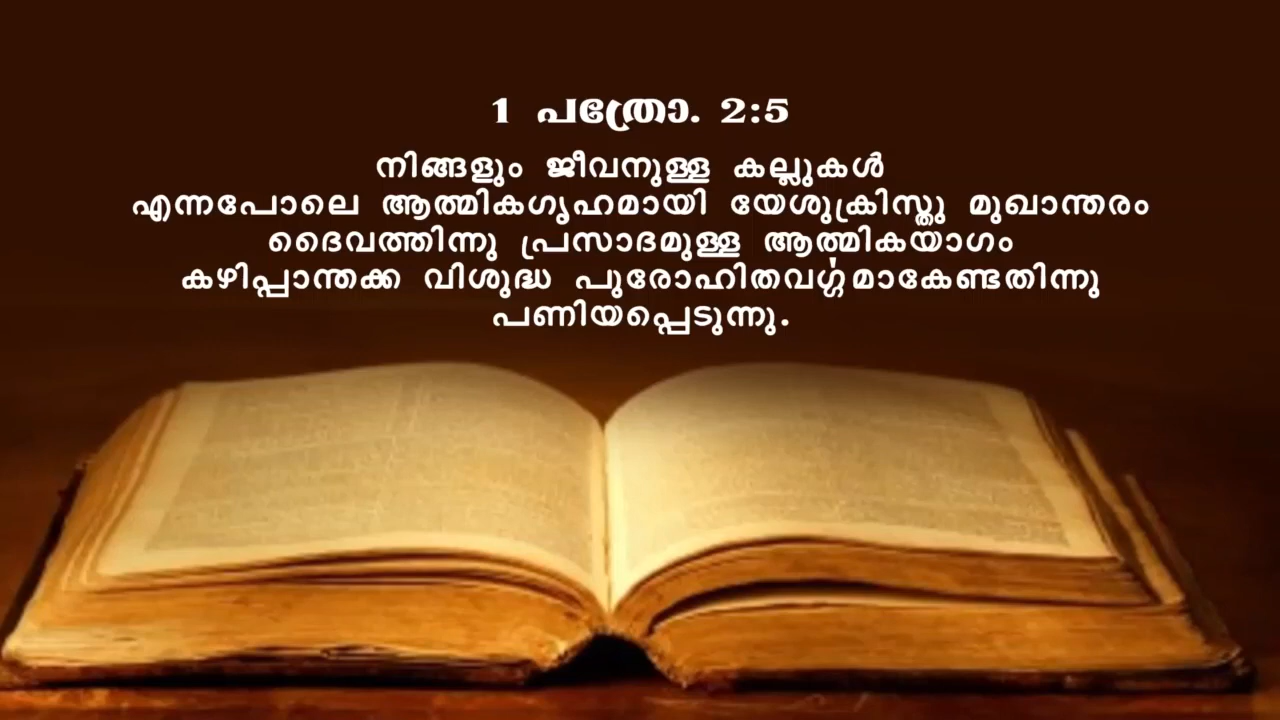 1 പത്രോ. 2:5
നിങ്ങളും ജീവനുള്ള കല്ലുകൾ
എന്നപോലെ ആത്മികഗൃഹമായി യേശുക്രിസ്തു മുഖാന്തരം
ദൈവത്തിന്നു പ്രസാദമുള്ള ആത്മികയാഗം
കഴിപ്പാന്തക്ക വിശുദ്ധ പുരോഹിതവൎഗ്ഗമാകേണ്ടതിന്നു
പണിയപ്പെടുന്നു.